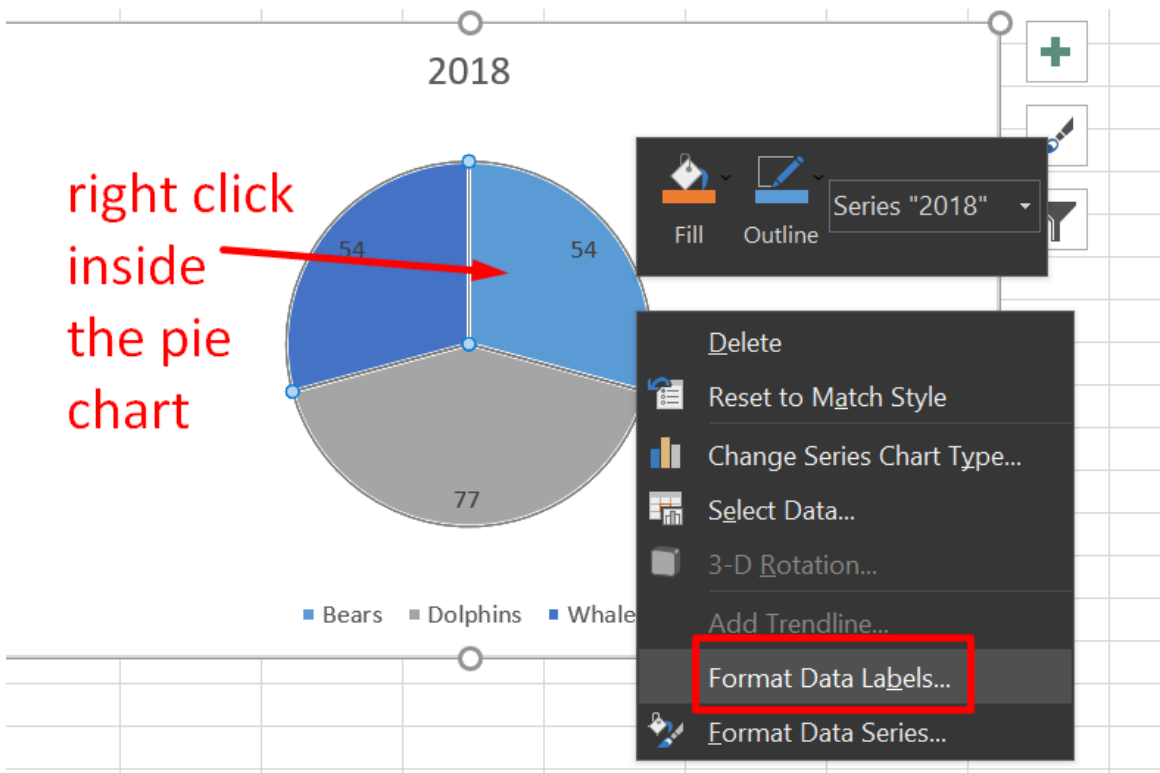 2018
right click
inside
the pie
chart
54
54
77
Bears Dolphins Whale
Fill
Outline
Series "2018"
Delete
Reset to Match Style
Change Series Chart Type...
Select Data...
3-D Rotation...
Add Trendline...
Format Data Labels...
Format Data Series...